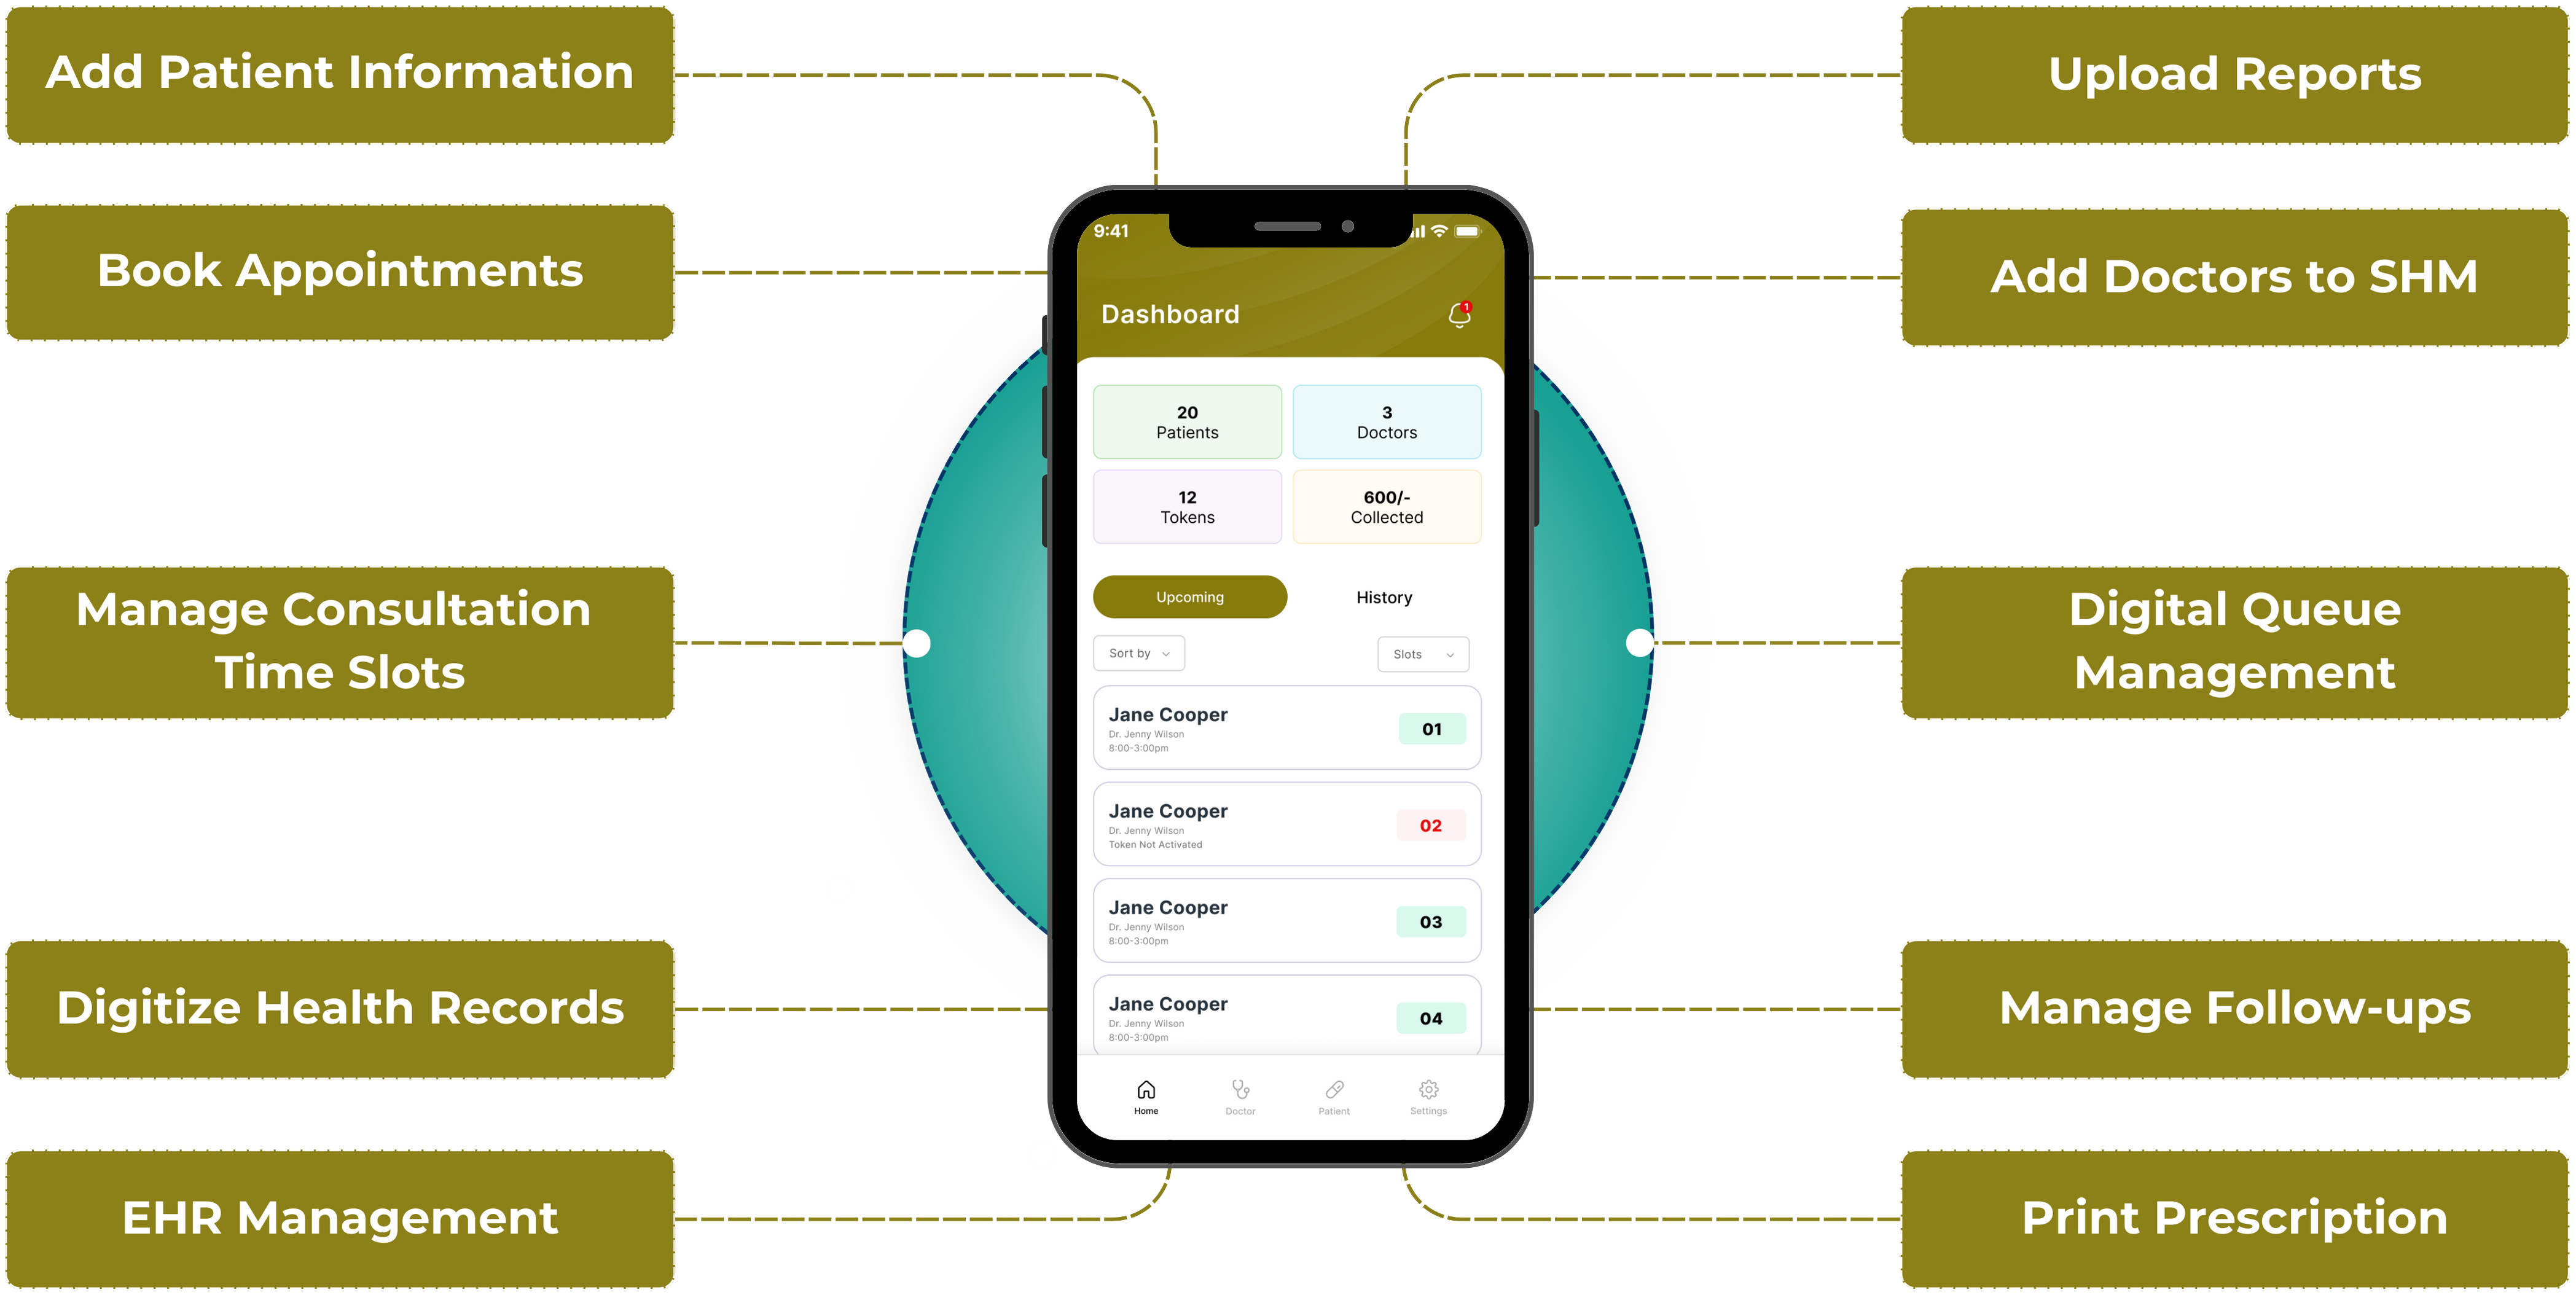 Add Patient Information
Book Appointments
Manage Consultation
Time Slots
Digitize Health Records
EHR Management
9:41
Dashboard
1
20
Patients
3
Doctors
12
Tokens
600/-
Collected
Upcoming
History
Sort by
Slots
Jane Cooper
Dr. Jenny Wilson
8:00-3:00pm
01
Jane Cooper
Dr. Jenny Wilson
Token Not Activated
02
Jane Cooper
Dr. Jenny Wilson
8:00-3:00pm
03
Jane Cooper
Dr. Jenny Wilson
8:00-3:00pm
04
Home
Doctor
Patient
Settings
Upload Reports
Add Doctors to SHM
Digital Queue
Management
Manage Follow-ups
Print Prescription